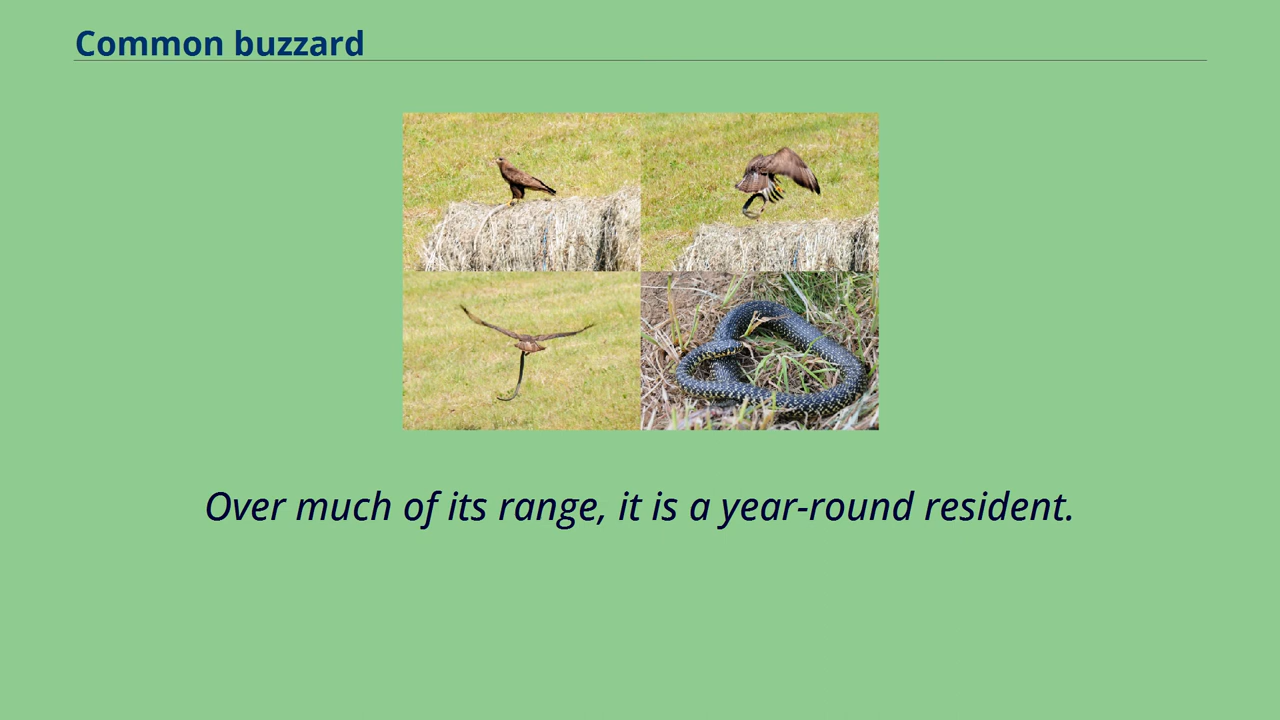 Common buzzard
Over much of its range, it is a year-round resident.